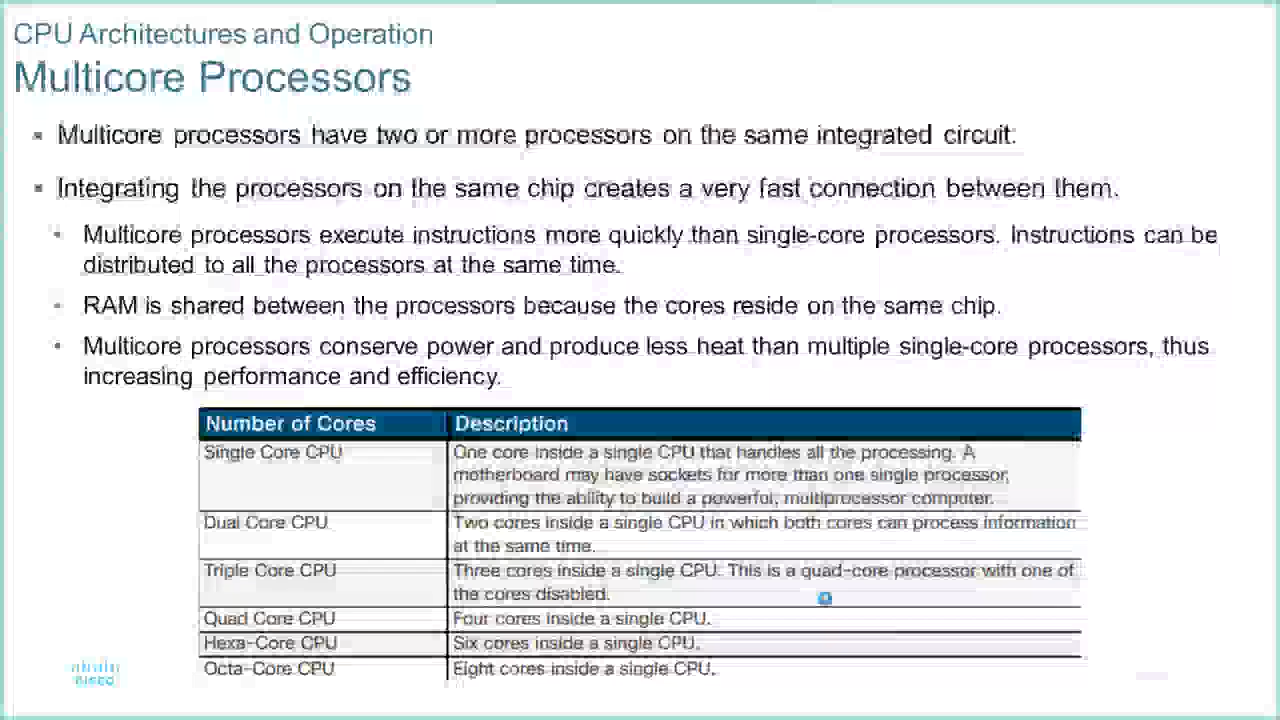 CPU Architectures and Operation
Multicore Processors
▪ Multicore processors have two or more processors on the same integrated circuit.
▪ Integrating the processors on the same chip creates a very fast connection between them.
• Multicore processors execute instructions more quickly than single-core processors. Instructions can be
distributed to all the processors at the same time.
• RAM is shared between the processors because the cores reside on the same chip.
• Multicore processors conserve power and produce less heat than multiple single-core processors, thus
increasing performance and efficiency.
Number of Cores Description
Single Core CPU One core inside a single CPU that handles all the processing. A
motherboard may have sockets for more than one single processor,
providing the ability to build a powerful, multiprocessor computer.
Dual Core CPU Two cores inside a single CPU in which both cores can process information
at the same time.
Triple Core CPU Three cores inside a single CPU. This is a quad-core processor with one of
the cores disabled.
Quad Core CPU Four cores inside a single CPU.
Hexa-Core CPU Six cores inside a single CPU.
Octa-Core CPU Eight cores inside a single CPU.
cisco